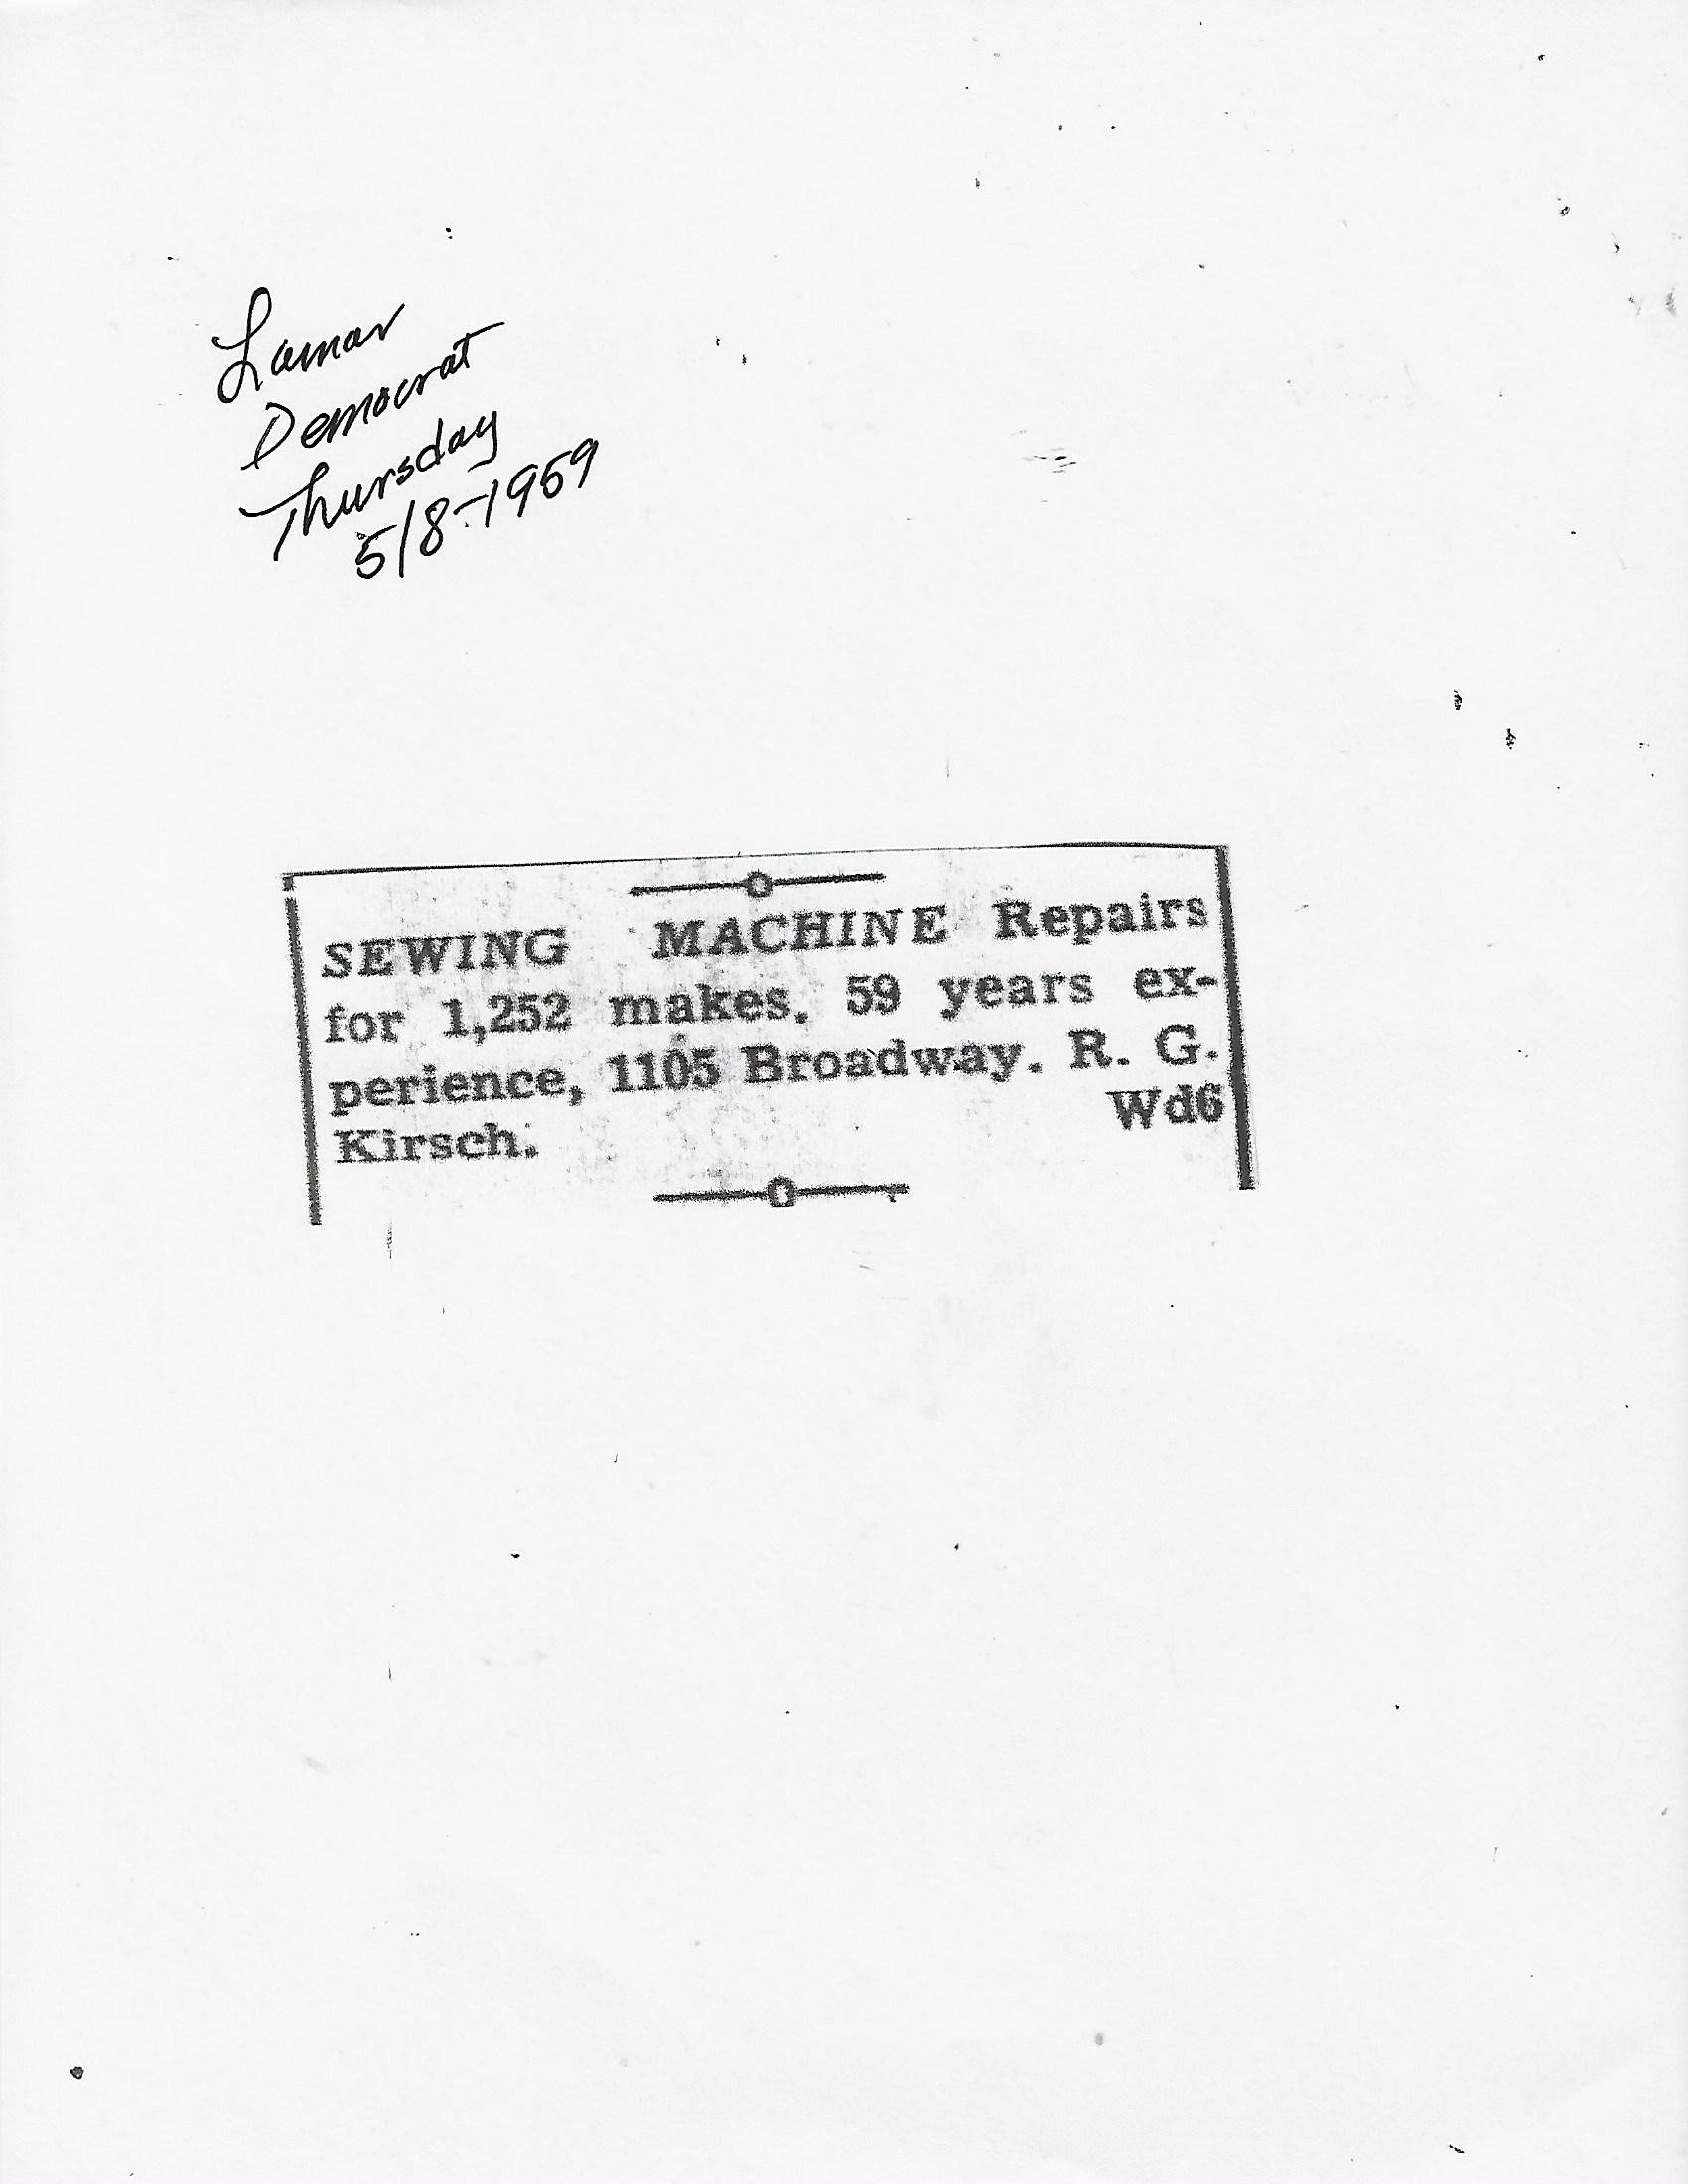 Lamar
Democrat
Thursday
5/8-1959
SEWING MACHINE Repairs
for 1,252 makes. 59 years ex-
perience, 1105 Broadway. R. G.
Kirsch. Wd6